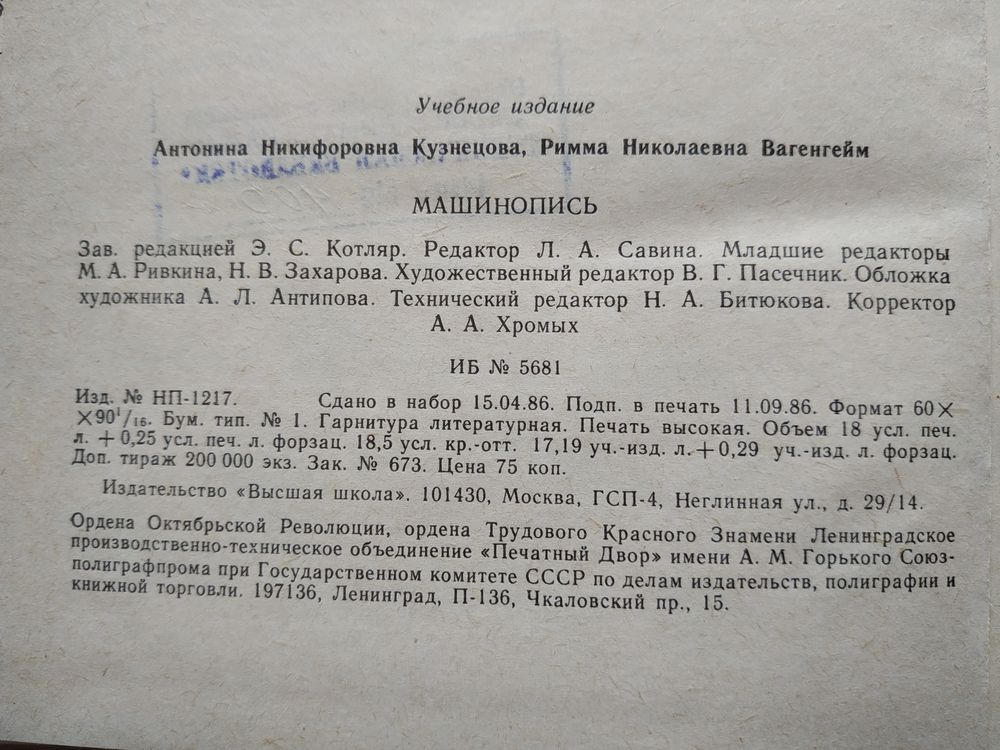 Учебное издание
Антонина Никифоровна Кузнецова, Римма Николаевна Вагенгейм
МАШИНОПИСЬ
Зав. редакцией Э. С. Котляр. Редактор Л. А. Савина. Младшие редакторы
М. А. Ривкина, Н. В. Захарова. Художественный редактор В. Г. Пасечник. Обложка
художника А. Л. Антипова. Технический редактор Н. А. Битюкова. Корректор
А. А. Хромых
ИБ № 5681
Изд. № НП-1217. Сдано в набор 15.04.86. Подп. в печать 11.09.86. Формат 60×
×90¹/₁₆. Бум. тип. № 1. Гарнитура литературная. Печать высокая. Объем 18 усл. печ.
л. + 0,25 усл. печ. л. форзац. 18,5 усл. кр.-отт. 17,19 уч.-изд. л.+0,29 уч.-изд. л. форзац.
Доп. тираж 200 000 экз. Зак. № 673. Цена 75 коп.
Издательство «Высшая школа». 101430, Москва, ГСП-4, Неглинная ул., д. 29/14.
Ордена Октябрьской Революции, ордена Трудового Красного Знамени Ленинградское
производственно-техническое объединение «Печатный Двор» имени А. М. Горького Союз-
полиграфпрома при Государственном комитете СССР по делам издательств, полиграфии и
книжной торговли. 197136, Ленинград, П-136, Чкаловский пр., 15.